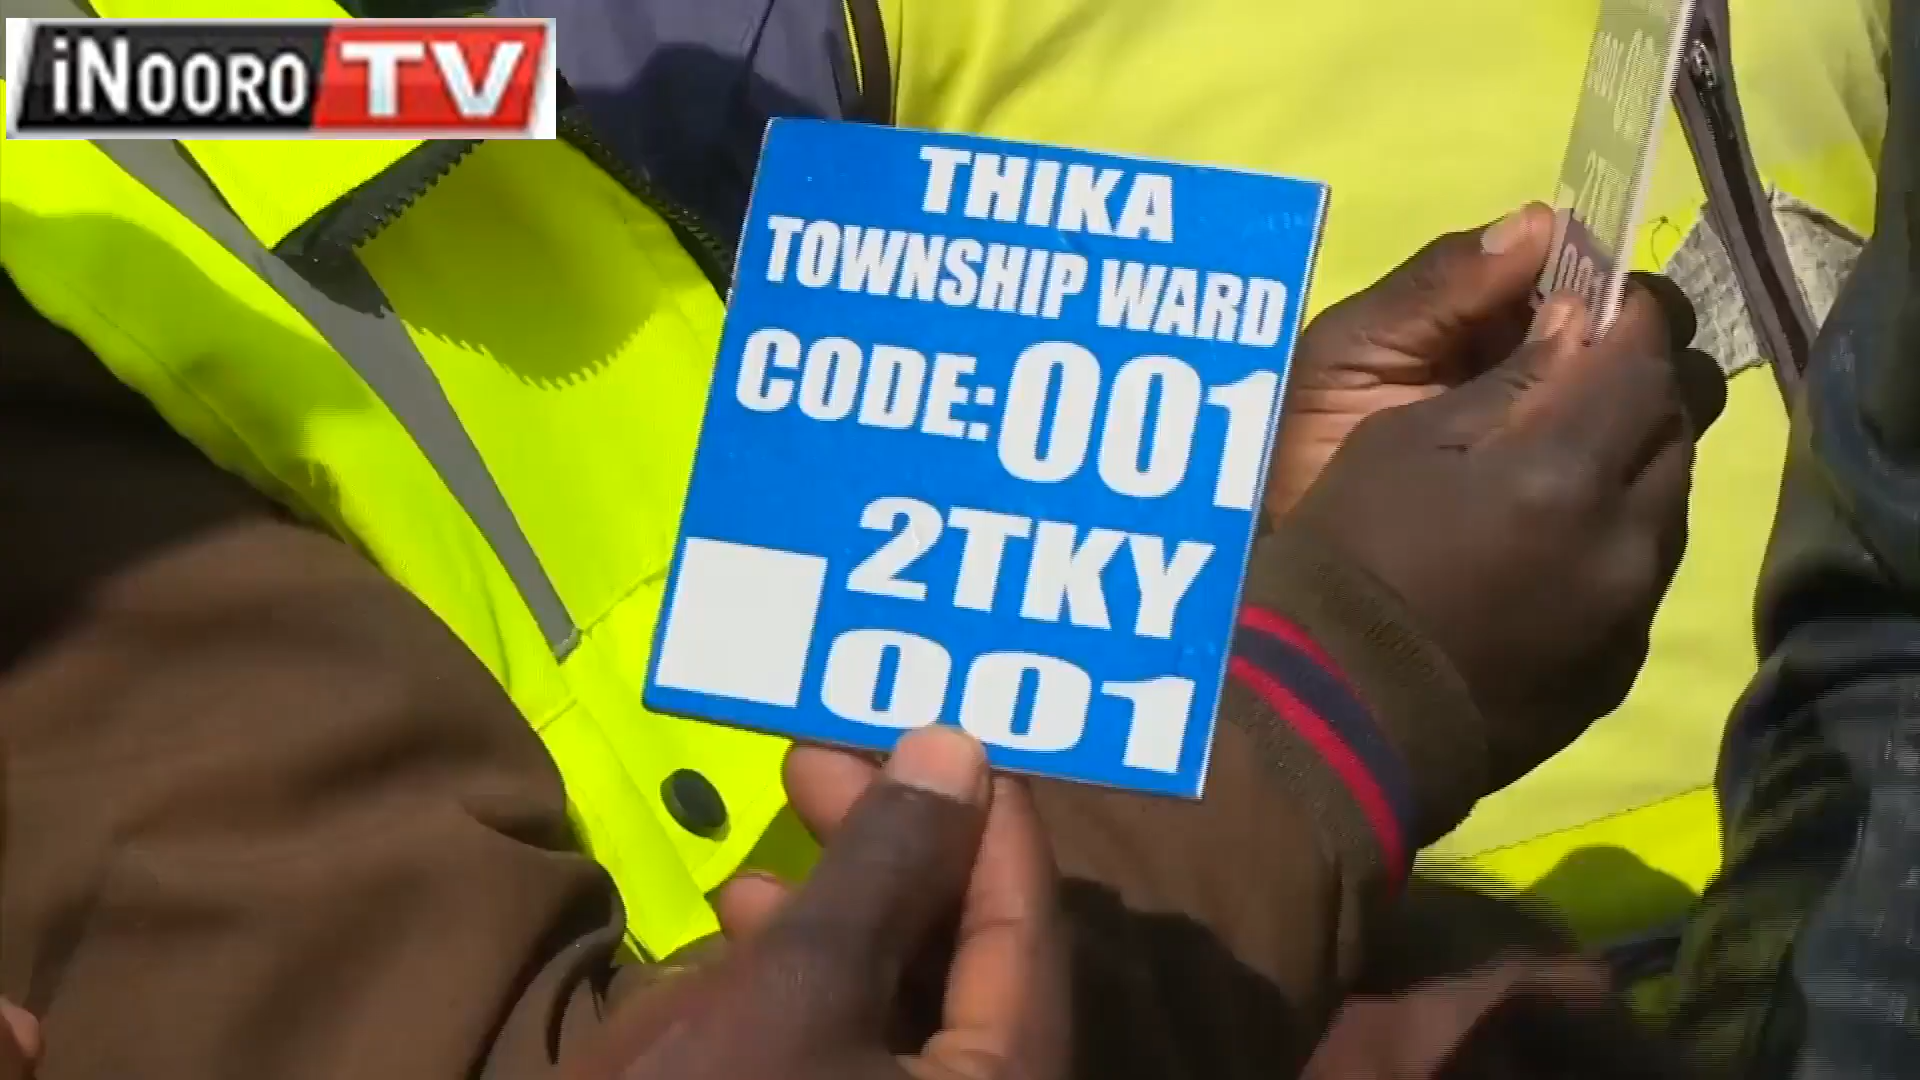 iNOORO TV
THIKA
TOWNSHIP WARD
CODE:001
2TKY
001